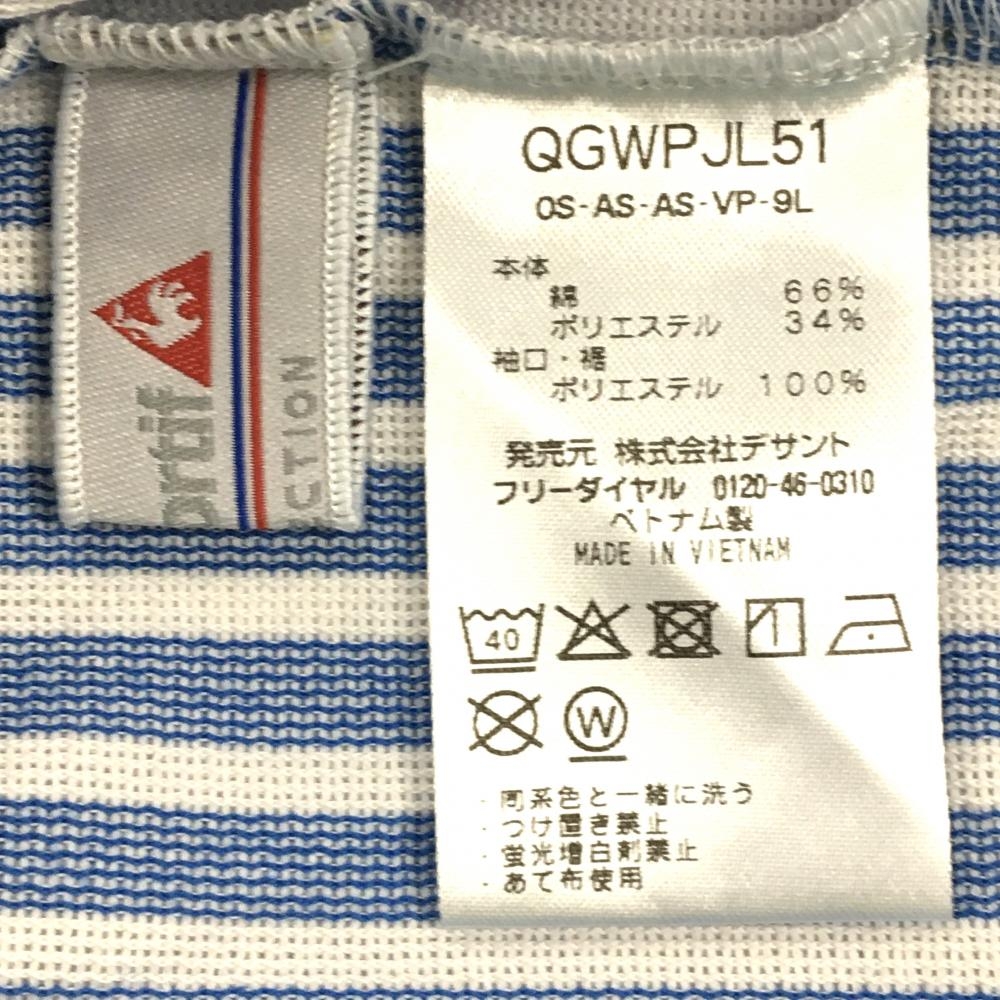 QGWPJL51
OS-AS-AS-VP-9L
本体
綿 66%
ポリエステル 34%
袖口・裾
ポリエステル 100%
発売元 株式会社デサント
フリーダイヤル 0120-46-0310
ベトナム製
MADE IN VIETNAM
40
W
・同系色と一緒に洗う
・つけ置き禁止
・蛍光増白剤禁止
・あて布使用
ortif
CTION